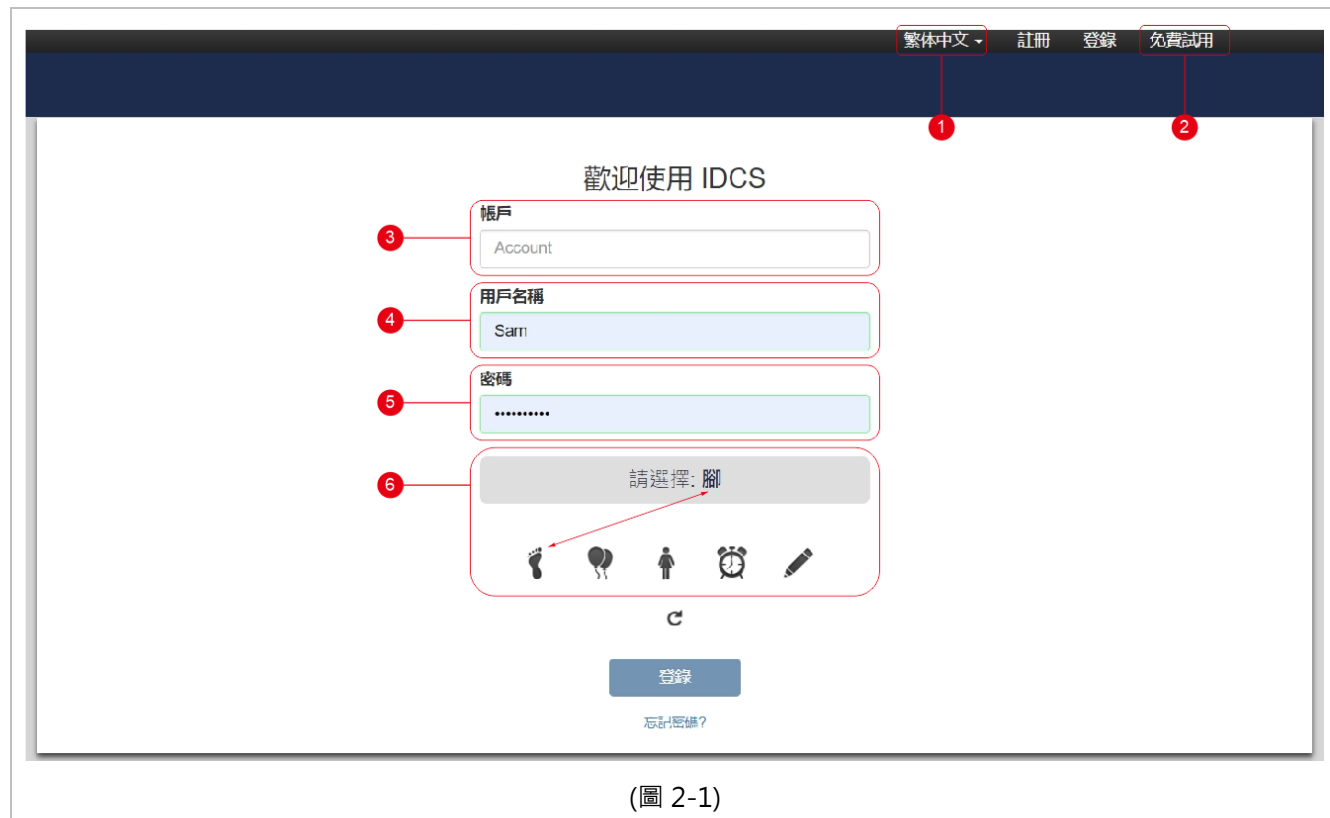 繁体中文 註冊 登錄 免費試用
1 2
歡迎使用 IDCS
帳戶
3 Account
用戶名稱
4 Sam
密碼
5 ••••••••••
6 請選擇: 腳
登錄
忘記密碼?
(圖 2-1)